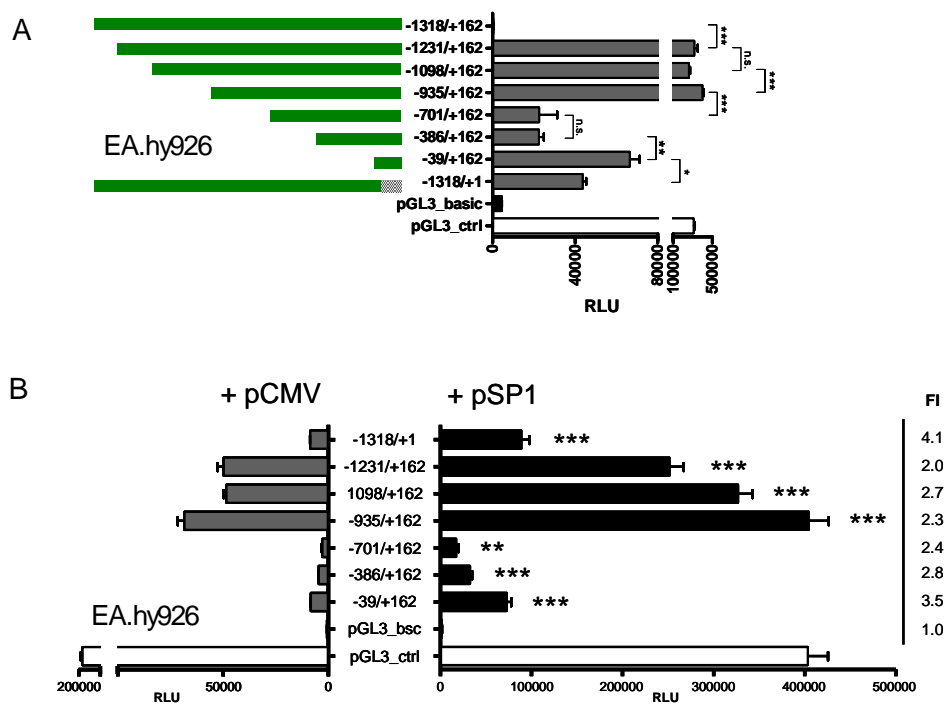 A
EA.hy926
-1318/+162
-1231/+162
-1098/+162
-935/+162
-701/+162
-386/+162
-39/+162
-1318/+1
pGL3_basic
pGL3_ctrl
***
n.s.
***
***
n.s.
**
*
0
40000
80000
100000
500000
RLU
B
+ pCMV
+ pSP1
FI
-1318/+1 *** 4.1
-1231/+162 *** 2.0
1098/+162 *** 2.7
-935/+162 *** 2.3
-701/+162 ** 2.4
-386/+162 *** 2.8
-39/+162 *** 3.5
EA.hy926
pGL3_bsc 1.0
pGL3_ctrl
200000 50000 0
0 100000 200000 300000 400000 500000
RLU
RLU